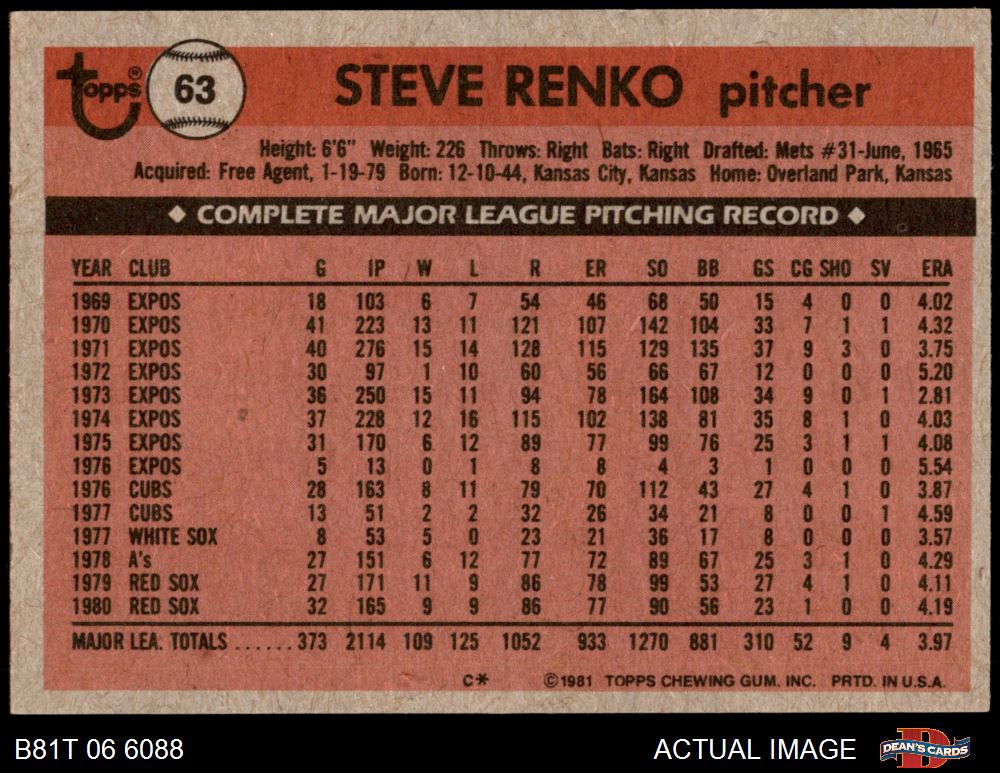 topps® 63 STEVE RENKO pitcher
Height: 6'6" Weight: 226 Throws: Right Bats: Right Drafted: Mets #31-June, 1965
Acquired: Free Agent, 1-19-79 Born: 12-10-44, Kansas City, Kansas Home: Overland Park, Kansas
◆ COMPLETE MAJOR LEAGUE PITCHING RECORD ◆
YEAR CLUB G IP W L R ER SO BB GS CG SHO SV ERA
1969 EXPOS 18 103 6 7 54 46 68 50 15 4 0 0 4.02
1970 EXPOS 41 223 13 11 121 107 142 104 33 7 1 1 4.32
1971 EXPOS 40 276 15 14 128 115 129 135 37 9 3 0 3.75
1972 EXPOS 30 97 1 10 60 56 66 67 12 0 0 0 5.20
1973 EXPOS 36 250 15 11 94 78 164 108 34 9 0 1 2.81
1974 EXPOS 37 228 12 16 115 102 138 81 35 8 1 0 4.03
1975 EXPOS 31 170 6 12 89 77 99 76 25 3 1 1 4.08
1976 EXPOS 5 13 0 1 8 8 4 3 1 0 0 0 5.54
1976 CUBS 28 163 8 11 79 70 112 43 27 4 1 0 3.87
1977 CUBS 13 51 2 2 32 26 34 21 8 0 0 1 4.59
1977 WHITE SOX 8 53 5 0 23 21 36 17 8 0 0 0 3.57
1978 A's 27 151 6 12 77 72 89 67 25 3 1 0 4.29
1979 RED SOX 27 171 11 9 86 78 99 53 27 4 1 0 4.11
1980 RED SOX 32 165 9 9 86 77 90 56 23 1 0 0 4.19
MAJOR LEA. TOTALS ......373 2114 109 125 1052 933 1270 881 310 52 9 4 3.97
C* ©1981 TOPPS CHEWING GUM. INC. PRTD. IN U.S.A.
B81T 06 6088 ACTUAL IMAGE DEAN'S CARDS